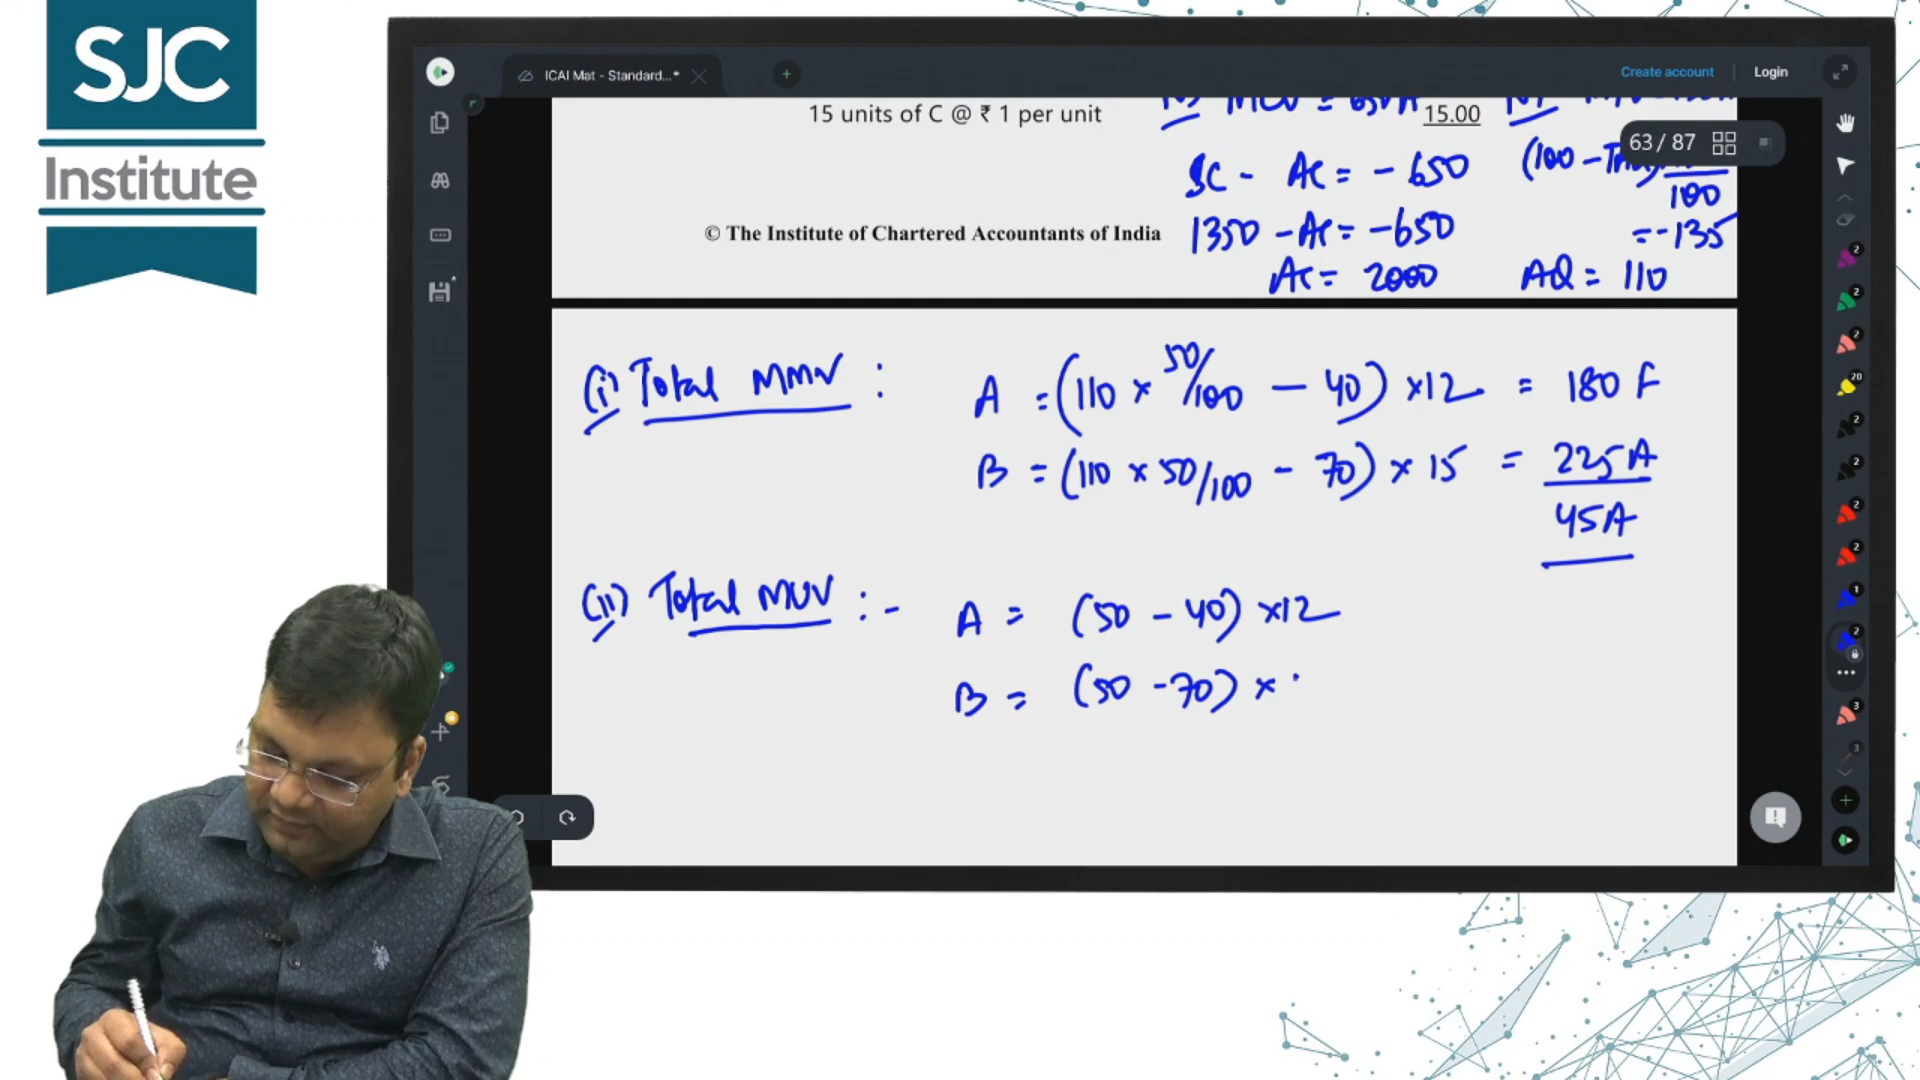 SJC
Institute
ICAI Mat - Standard...*
Create account
Login
15 units of C @ ₹ 1 per unit
15.00
63 / 87
SC - AC = - 650
1350 - AC = - 650
AC = 2000
100
= -135
AQ = 110
© The Institute of Chartered Accountants of India
(i) Total MMV :
A = (110 × 50/100 - 40) × 12 = 180 F
B = (110 × 50/100 - 70) × 15 = 225A
45A
(ii) Total MUV :-
A = (50 - 40) × 12
B = (50 - 70) ×